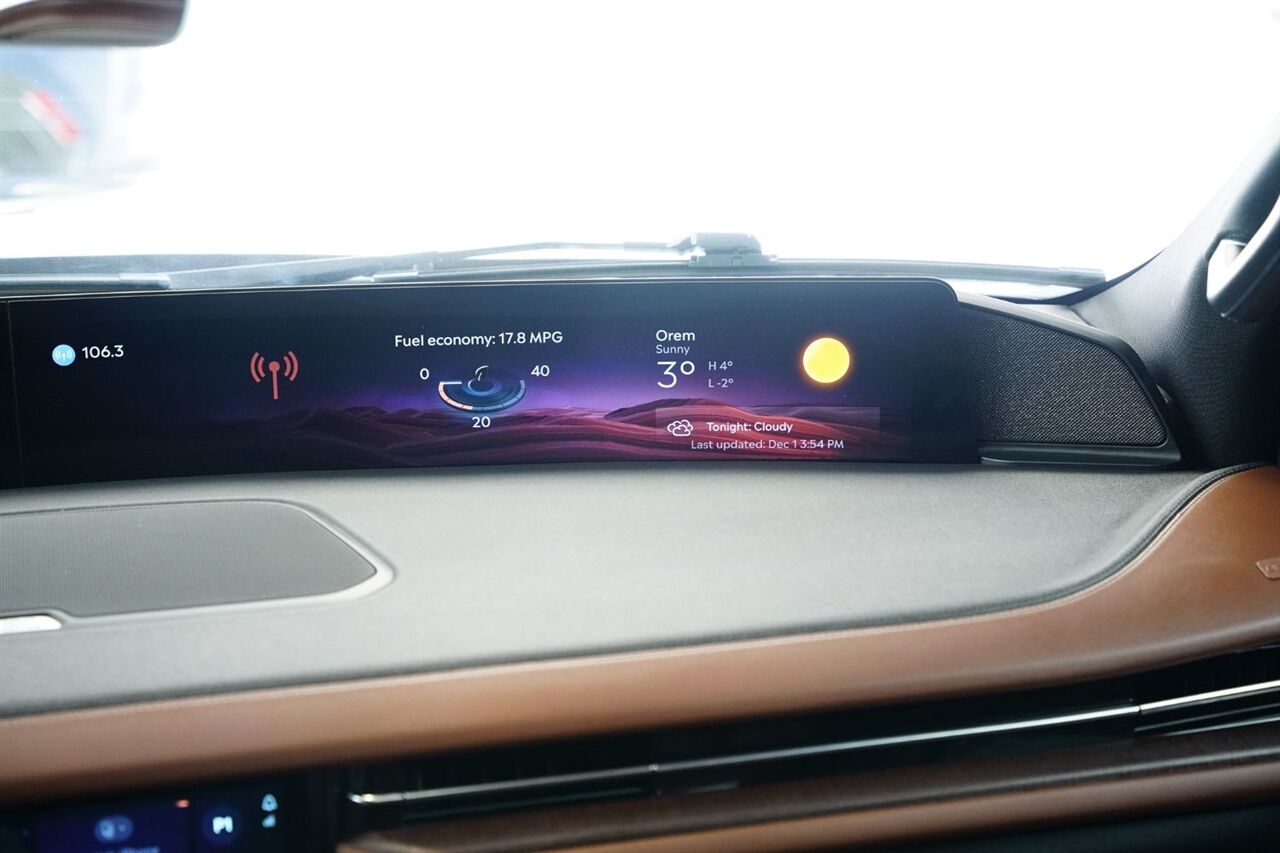 106.3
Fuel economy: 17.8 MPG
0
40
20
Orem
Sunny
3°
H 4°
L -2°
Tonight: Cloudy
Last updated: Dec 1 3:54 PM